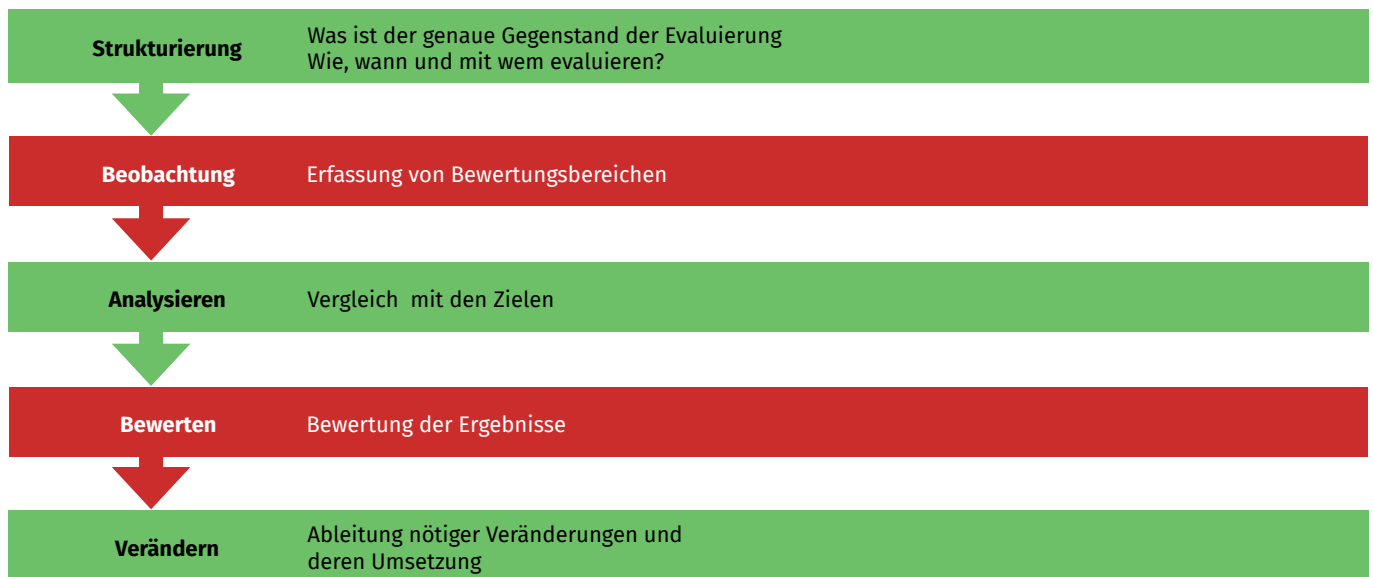 Strukturierung
Was ist der genaue Gegenstand der Evaluierung
Wie, wann und mit wem evaluieren?
Beobachtung
Erfassung von Bewertungsbereichen
Analysieren
Vergleich  mit den Zielen
Bewerten
Bewertung der Ergebnisse
Verändern
Ableitung nötiger Veränderungen und
deren Umsetzung